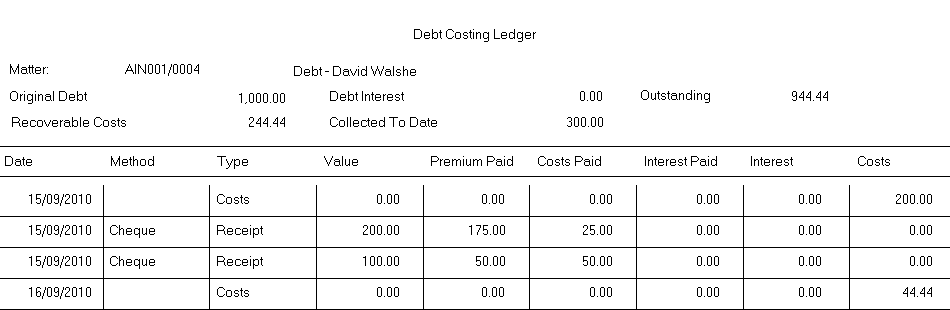 Debt Costing Ledger
Matter: AIN001/0004 Debt - David Walshe
Original Debt 1,000.00 Debt Interest 0.00 Outstanding 944.44
Recoverable Costs 244.44 Collected To Date 300.00
Date Method Type Value Premium Paid Costs Paid Interest Paid Interest Costs
15/09/2010 Costs 0.00 0.00 0.00 0.00 0.00 200.00
15/09/2010 Cheque Receipt 200.00 175.00 25.00 0.00 0.00 0.00
15/09/2010 Cheque Receipt 100.00 50.00 50.00 0.00 0.00 0.00
16/09/2010 Costs 0.00 0.00 0.00 0.00 0.00 44.44